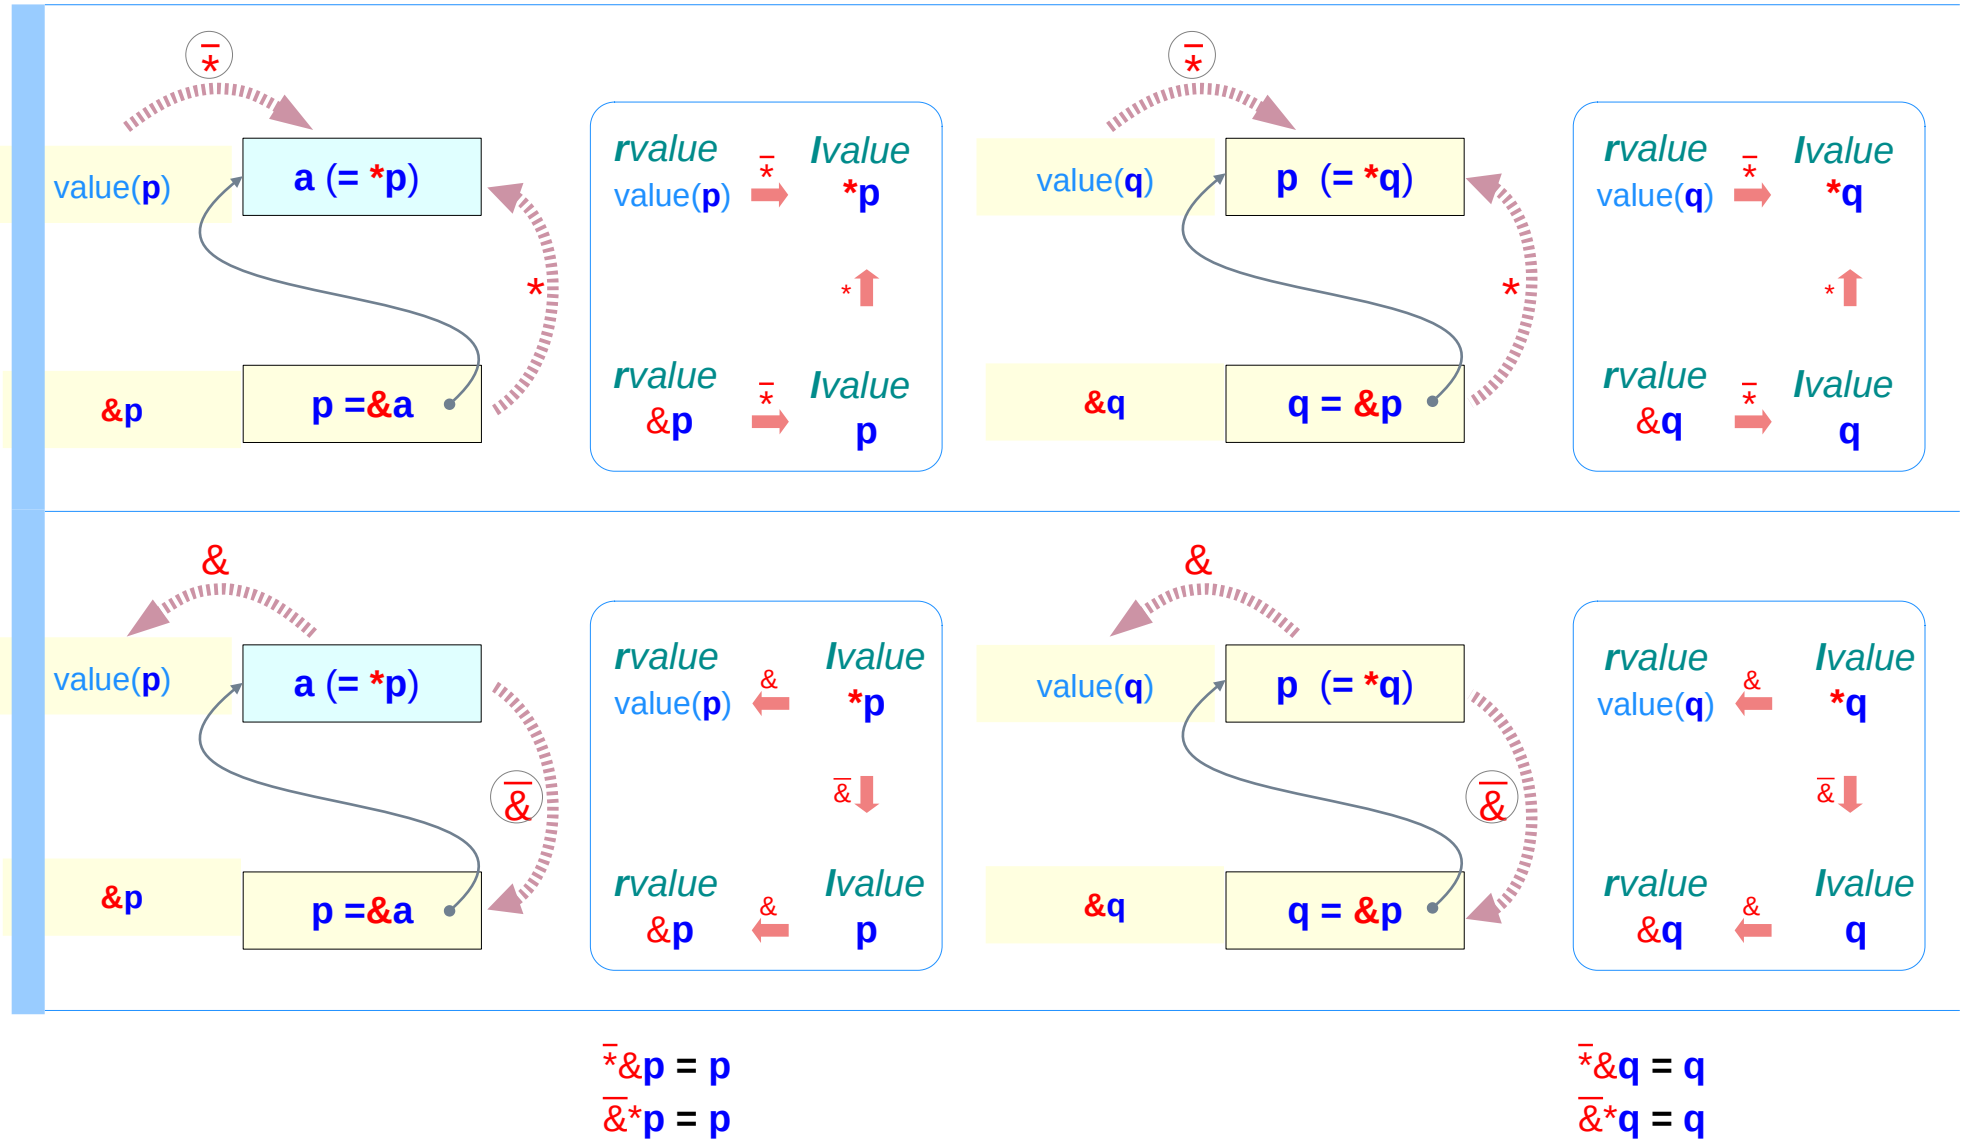 *̅ *̅
value(p) a (= *p) rvalue *̅ lvalue value(q) p (= *q) rvalue *̅ lvalue
value(p) *p value(q) *q
* * * *
&p p =&a rvalue *̅ lvalue &q q = &p rvalue *̅ lvalue
&p p &q q
& &
value(p) a (= *p) rvalue & lvalue value(q) p (= *q) rvalue & lvalue
value(p) *p value(q) *q
&̅ &̅ &̅ &̅
&p p =&a rvalue & lvalue &q q = &p rvalue & lvalue
&p p &q q
*̅&p = p *̅&q = q
&̅*p = p &̅*q = q